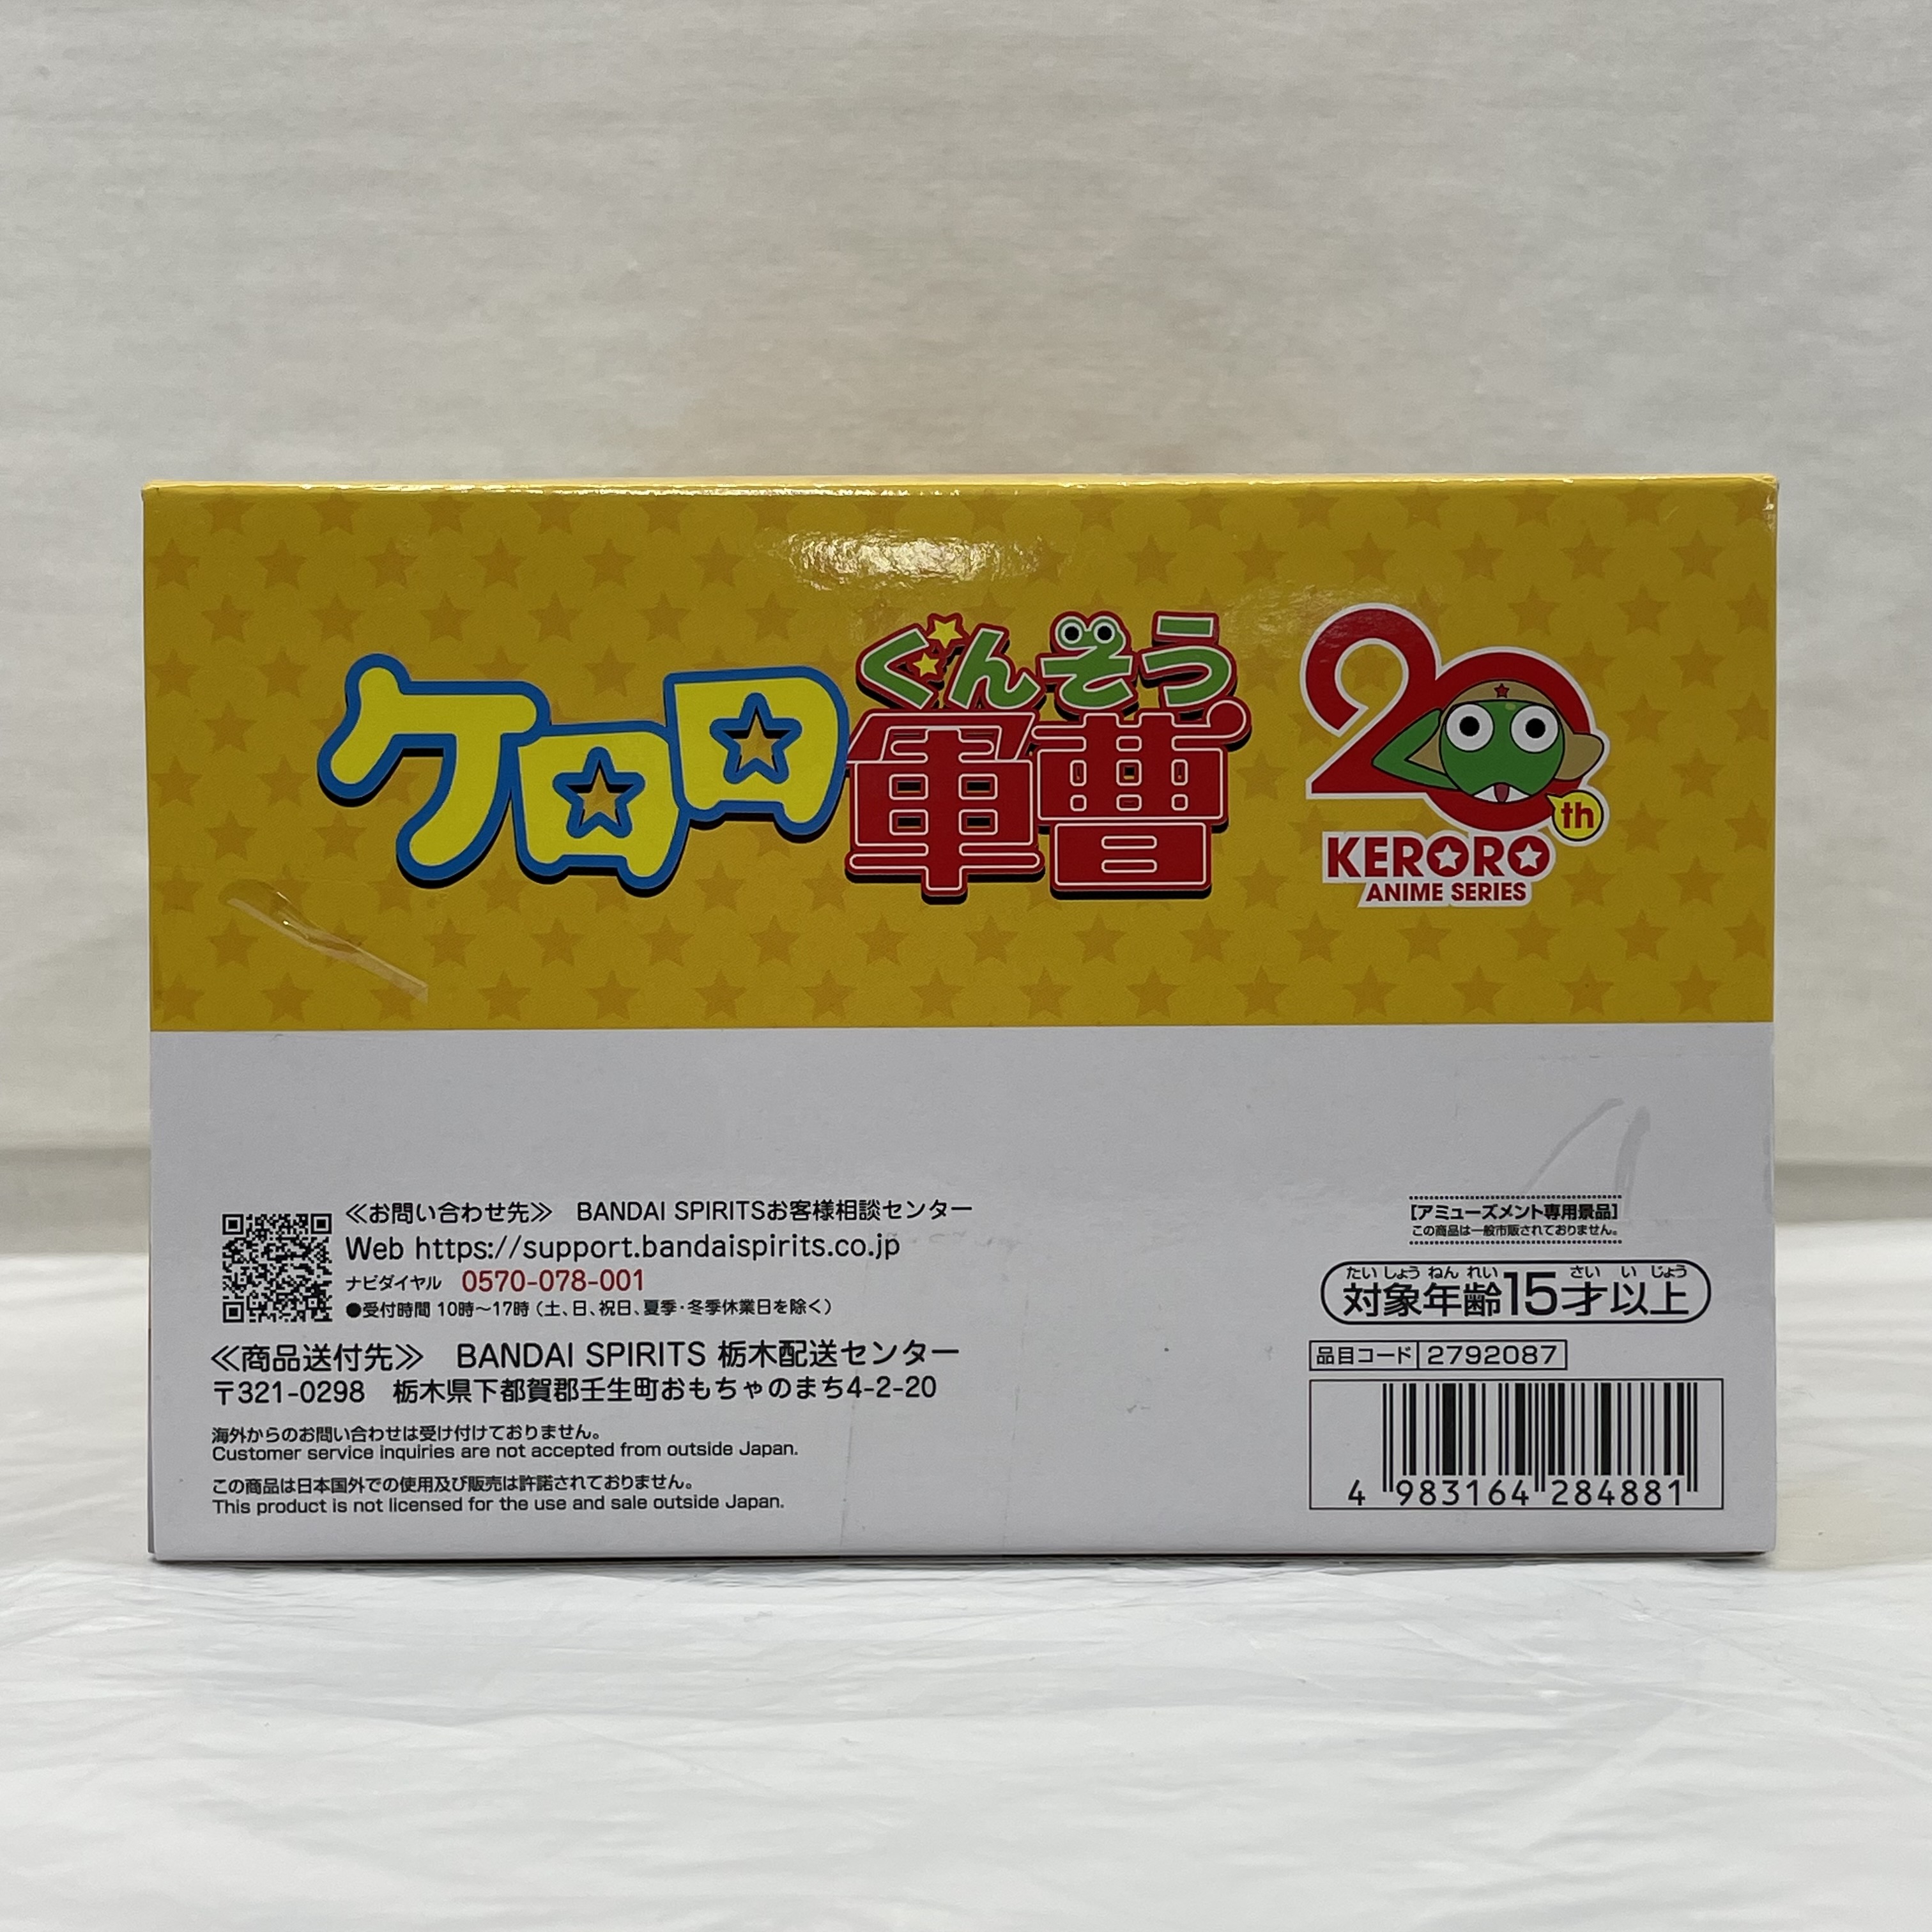 ケロロ軍曹
ぐんそう
20th
KERORO
ANIME SERIES
≪お問い合わせ先≫ BANDAI SPIRITSお客様相談センター
Web https://support.bandaispirits.co.jp
ナビダイヤル 0570-078-001
●受付時間 10時～17時（土、日、祝日、夏季・冬季休業日を除く）
≪商品送付先≫ BANDAI SPIRITS 栃木配送センター
〒321-0298 栃木県下都賀郡壬生町おもちゃのまち4-2-20
海外からのお問い合わせは受け付けておりません。
Customer service inquiries are not accepted from outside Japan.
この商品は日本国外での使用及び販売は許諾されておりません。
This product is not licensed for the use and sale outside Japan.
[アミューズメント専用景品]
この商品は一般市販されておりません。
たいしょうねんれい さいいじょう
対象年齢15才以上
品目コード 2792087
4 983164 284881